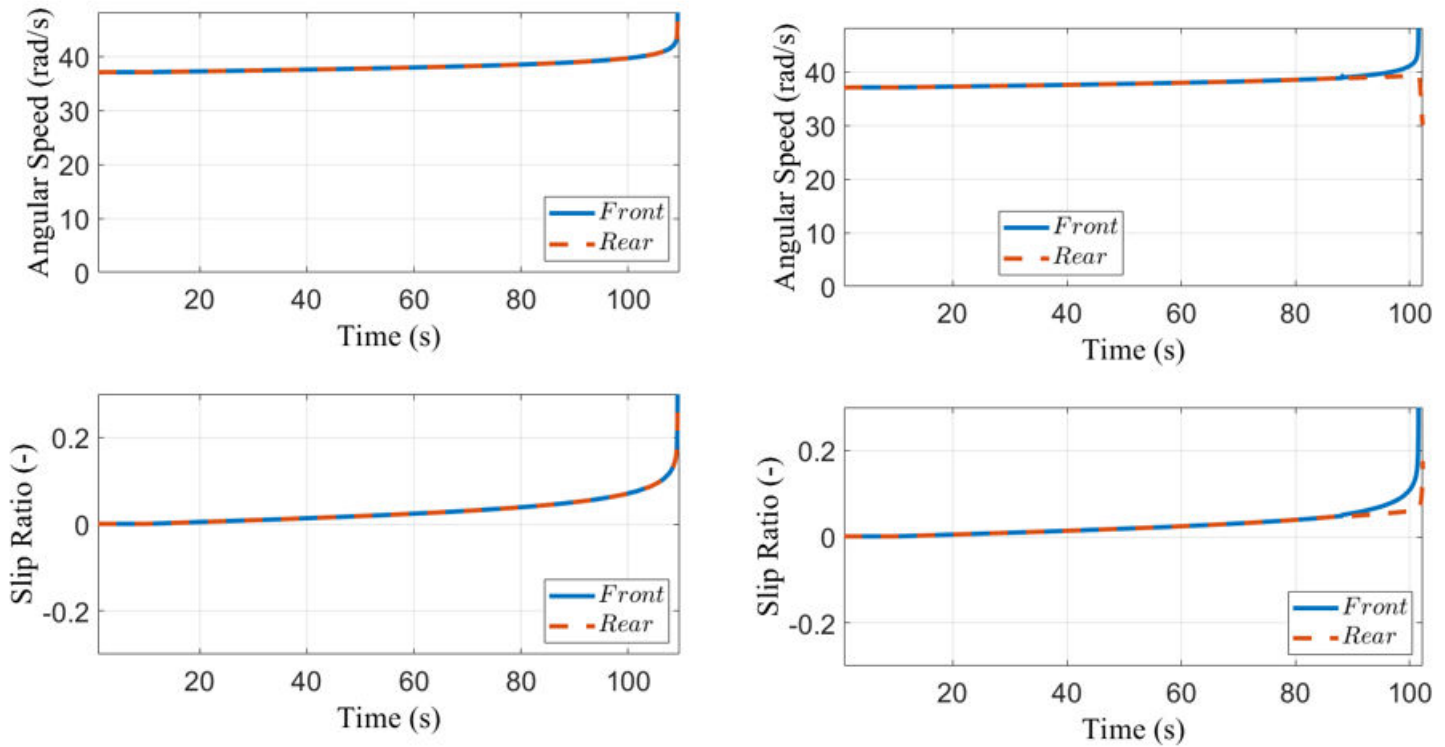 Angular Speed (rad/s)
40
30
20
10
0
Front
Rear
20 40 60 80 100
Time (s)
Angular Speed (rad/s)
40
30
20
10
0
Front
Rear
20 40 60 80 100
Time (s)
Slip Ratio (-)
0.2
0
-0.2
Front
Rear
20 40 60 80 100
Time (s)
Slip Ratio (-)
0.2
0
-0.2
Front
Rear
20 40 60 80 100
Time (s)